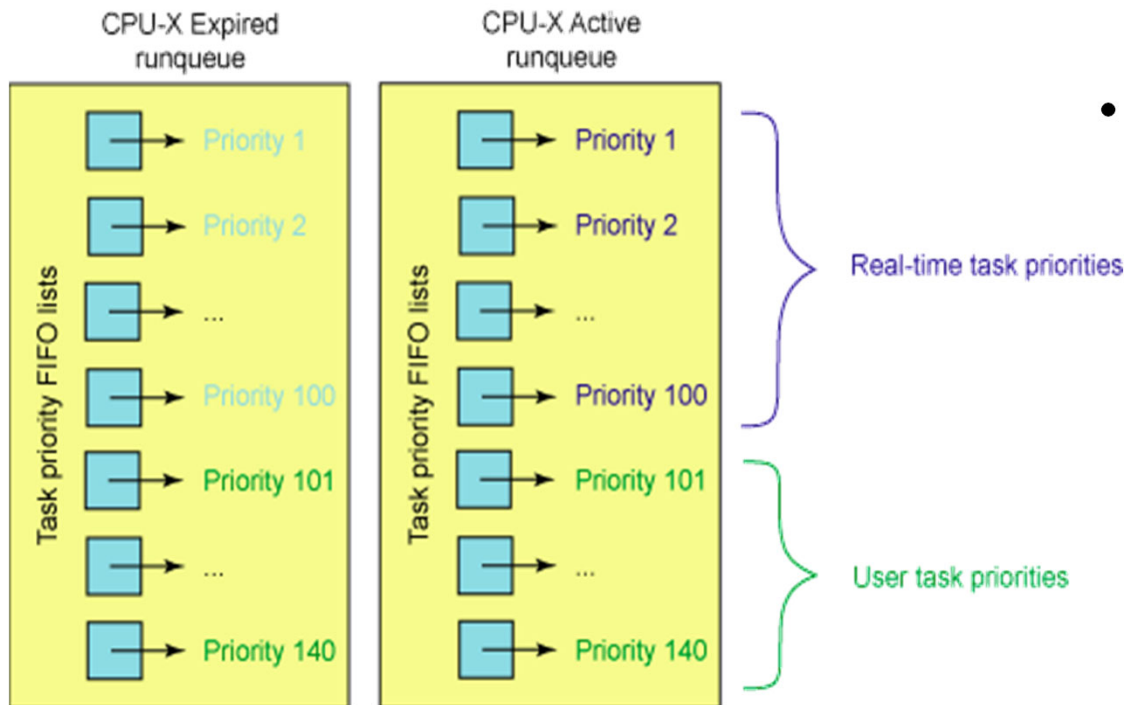 CPU-X Expired
runqueue
Task priority FIFO lists
Priority 1
Priority 2
...
Priority 100
Priority 101
...
Priority 140
CPU-X Active
runqueue
Task priority FIFO lists
Priority 1
Priority 2
...
Priority 100
Priority 101
...
Priority 140
Real-time task priorities
User task priorities
•